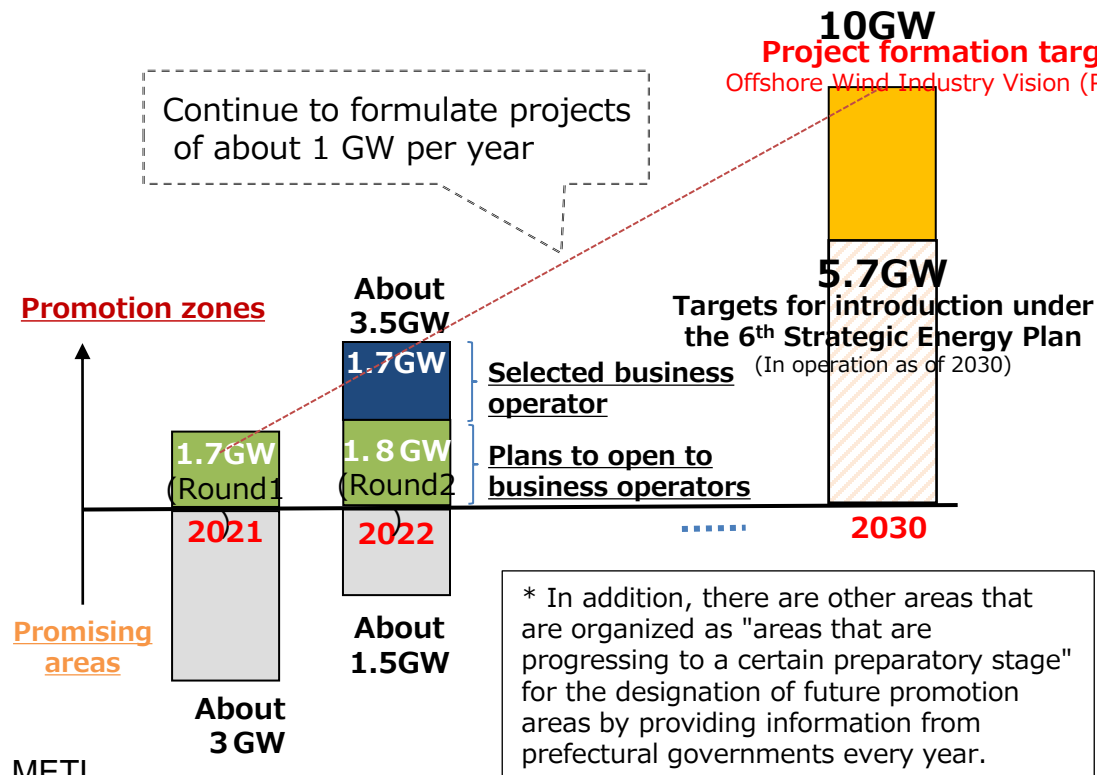 10GW
Project formation targ
Offshore Wind Industry Vision (P
Continue to formulate projects
of about 1 GW per year
5.7GW
Targets for introduction under
the 6th Strategic Energy Plan
(In operation as of 2030)
Promotion zones
About
3.5GW
1.7GW
Selected business
operator
1.7GW
(Round1
)
1.8GW
(Round2
)
Plans to open to
business operators
2021
2022
2030
Promising
areas
About
3GW
About
1.5GW
* In addition, there are other areas that
are organized as "areas that are
progressing to a certain preparatory stage"
for the designation of future promotion
areas by providing information from
prefectural governments every year.
METI